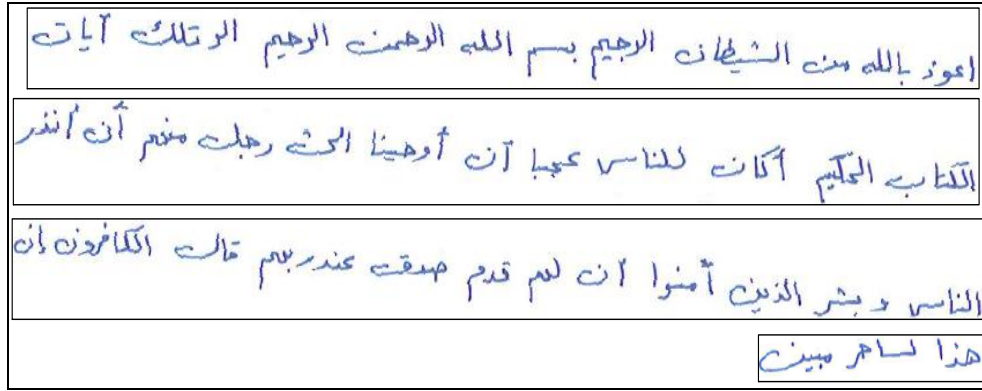 اعوذ بالله من الشيطان الرجيم بسم الله الرحمن الرحيم الر تلك آيات
الكتاب الحكيم أكان للناس عجبا أن أوحينا الى رجل منهم أن أنذر
الناس و بشر الذين أمنوا أن لهم قدم صدق عند ربهم قال الكافرون إن
هذا لساحر مبين